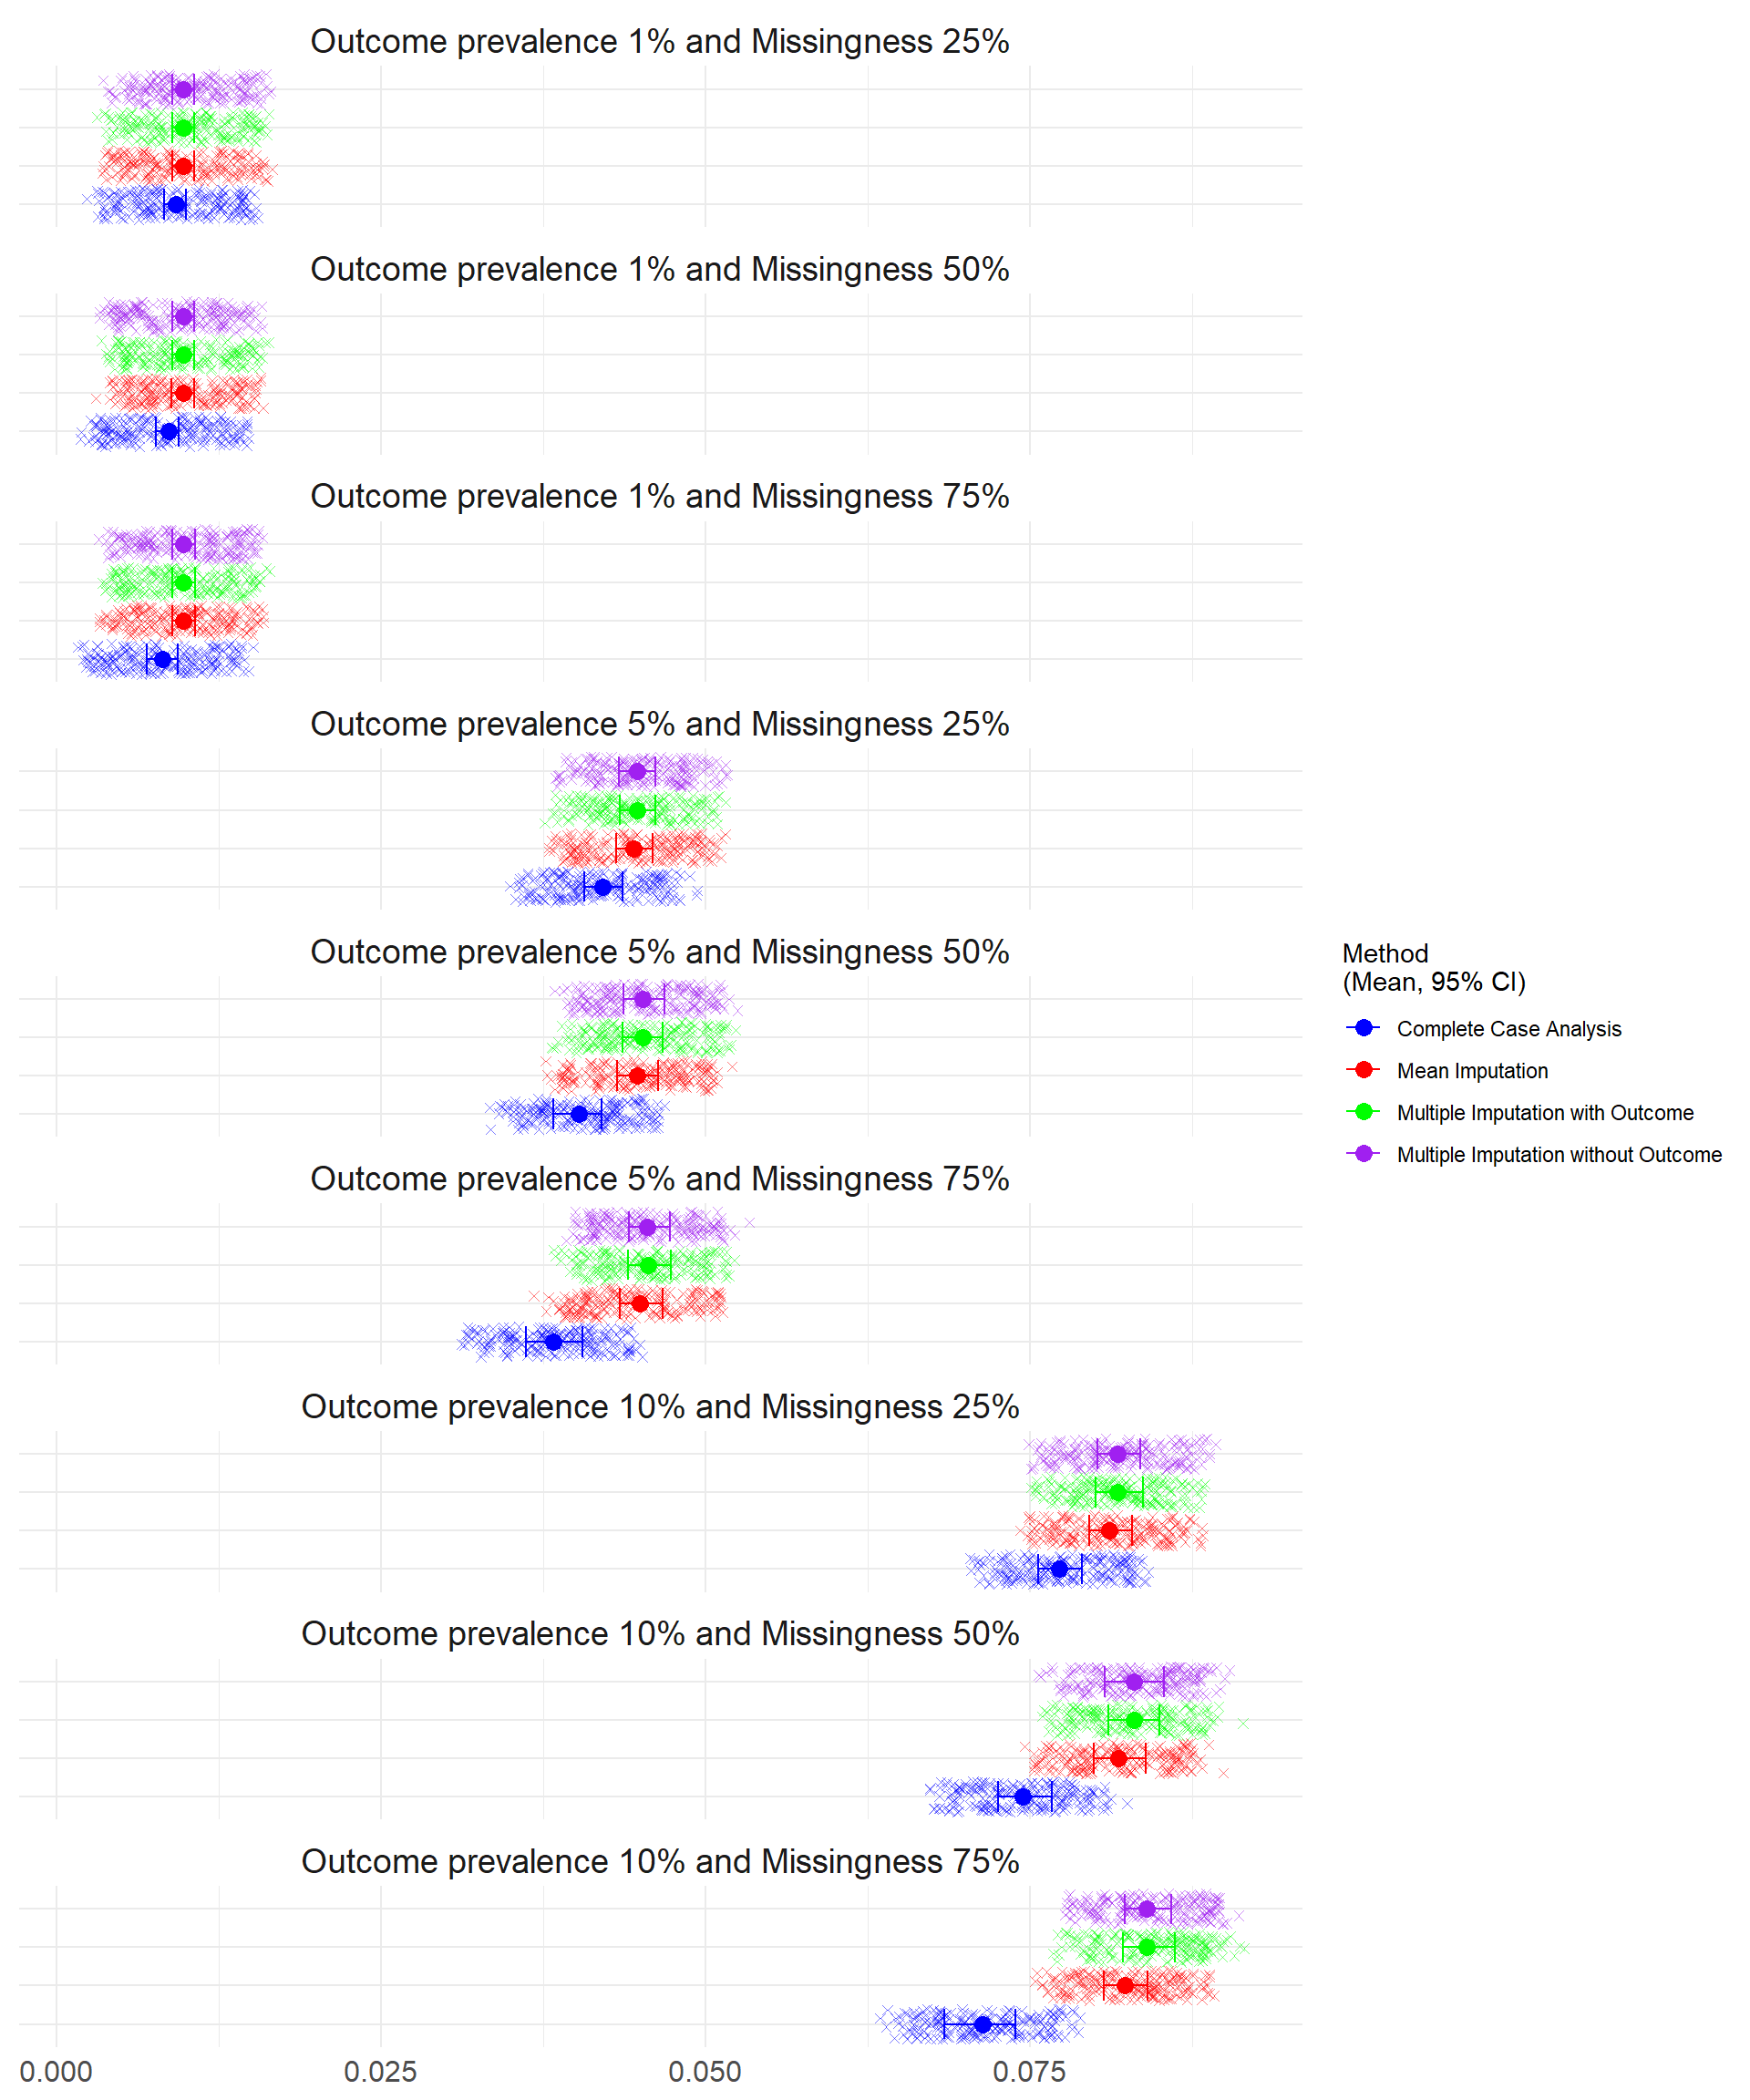 Outcome prevalence 1% and Missingness 25%
Outcome prevalence 1% and Missingness 50%
Outcome prevalence 1% and Missingness 75%
Outcome prevalence 5% and Missingness 25%
Outcome prevalence 5% and Missingness 50%
Outcome prevalence 5% and Missingness 75%
Outcome prevalence 10% and Missingness 25%
Outcome prevalence 10% and Missingness 50%
Outcome prevalence 10% and Missingness 75%
0.000 0.025 0.050 0.075
Method
(Mean, 95% CI)
Complete Case Analysis
Mean Imputation
Multiple Imputation with Outcome
Multiple Imputation without Outcome